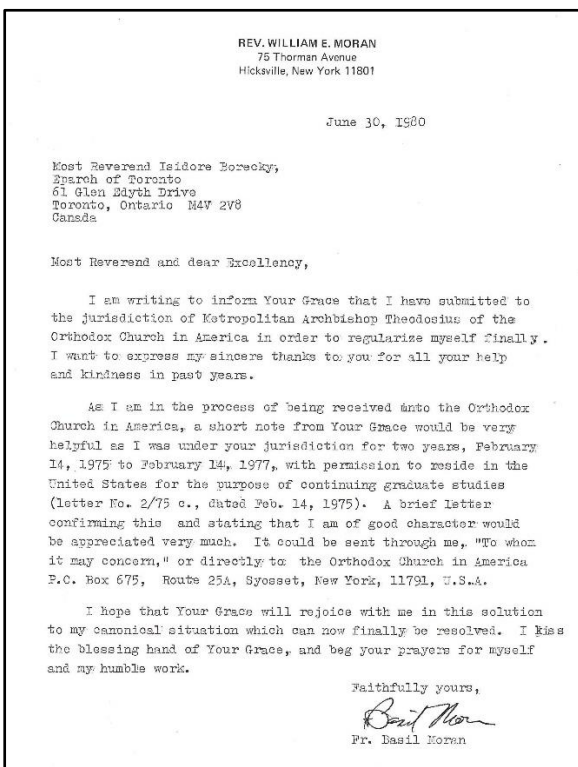 REV. WILLIAM E. MORAN
75 Thorman Avenue
Hicksville, New York 11801
June 30, 1980
Most Reverend Isidore Borecky,
Eparch of Toronto
61 Glen Edyth Drive
Toronto, Ontario M4V 2V8
Canada
Most Reverend and dear Excellency,
I am writing to inform Your Grace that I have submitted to
the jurisdiction of Metropolitan Archbishop Theodosius of the
Orthodox Church in America in order to regularize myself finally.
I want to express my sincere thanks to you for all your help
and kindness in past years.
As I am in the process of being received into the Orthodox
Church in America, a short note from Your Grace would be very
helpful as I was under your jurisdiction for two years, February
14, 1975 to February 14, 1977, with permission to reside in the
United States for the purpose of continuing graduate studies
(letter No. 2/75 c., dated Feb. 14, 1975). A brief letter
confirming this and stating that I am of good character would
be appreciated very much. It could be sent through me, "To whom
it may concern," or directly to the Orthodox Church in America
P.O. Box 675, Route 25A, Syosset, New York, 11791, U.S.A.
I hope that Your Grace will rejoice with me in this solution
to my canonical situation which can now finally be resolved. I kiss
the blessing hand of Your Grace, and beg your prayers for myself
and my humble work.
Faithfully yours,
Basil Moran
Fr. Basil Moran